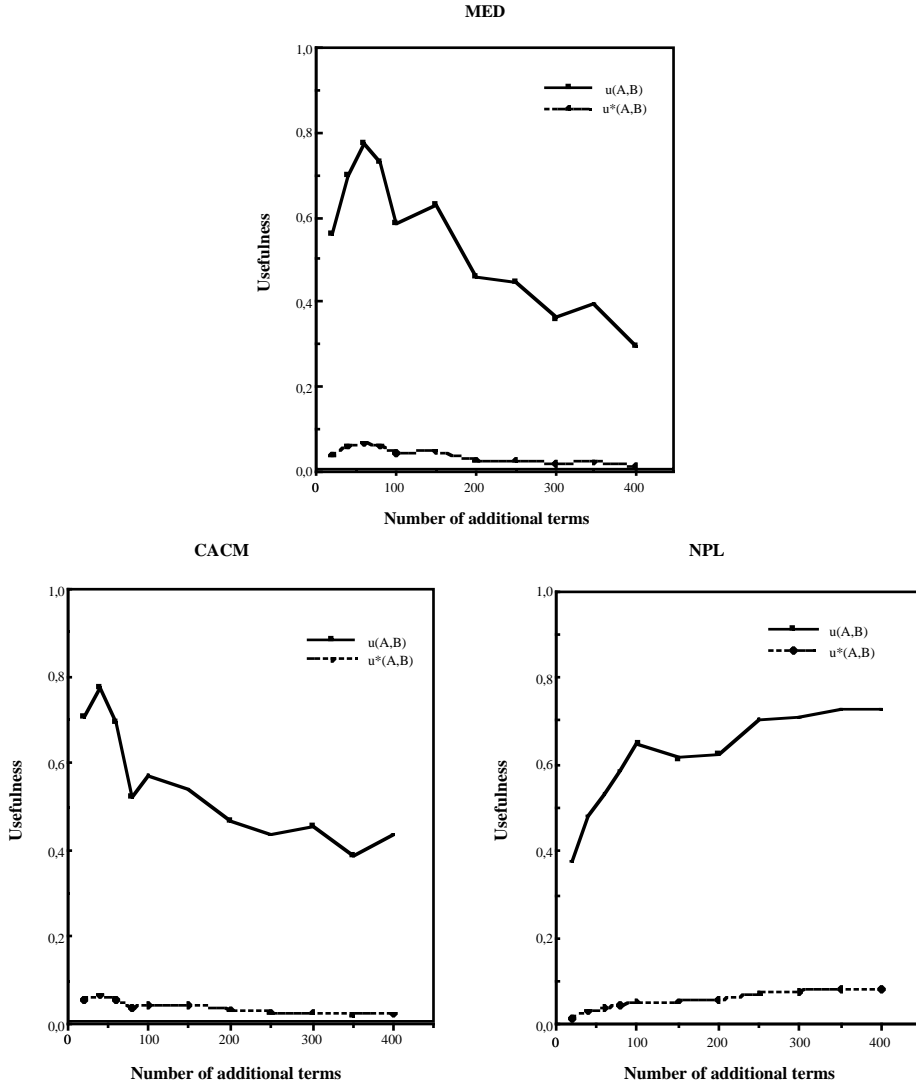 MED
1,0
0,8
0,6
0,4
0,2
0,0
Usefulness
u(A,B)
u*(A,B)
0 100 200 300 400
Number of additional terms
CACM
1,0
0,8
0,6
0,4
0,2
0,0
Usefulness
u(A,B)
u*(A,B)
0 100 200 300 400
Number of additional terms
NPL
1,0
0,8
0,6
0,4
0,2
0,0
Usefulness
u(A,B)
u*(A,B)
0 100 200 300 400
Number of additional terms